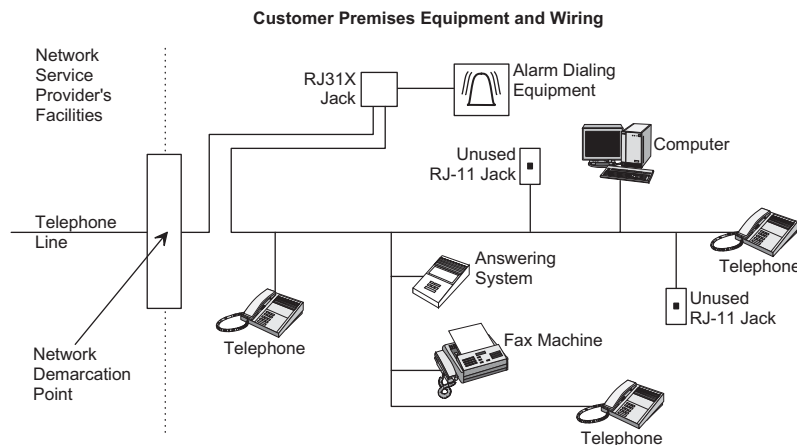 Customer Premises Equipment and Wiring
Network
Service
Provider's
Facilities
RJ31X
Jack
Alarm Dialing
Equipment
Unused
RJ-11 Jack
Computer
Telephone
Line
Answering
System
Telephone
Unused
RJ-11 Jack
Telephone
Fax Machine
Network
Demarcation
Point
Telephone